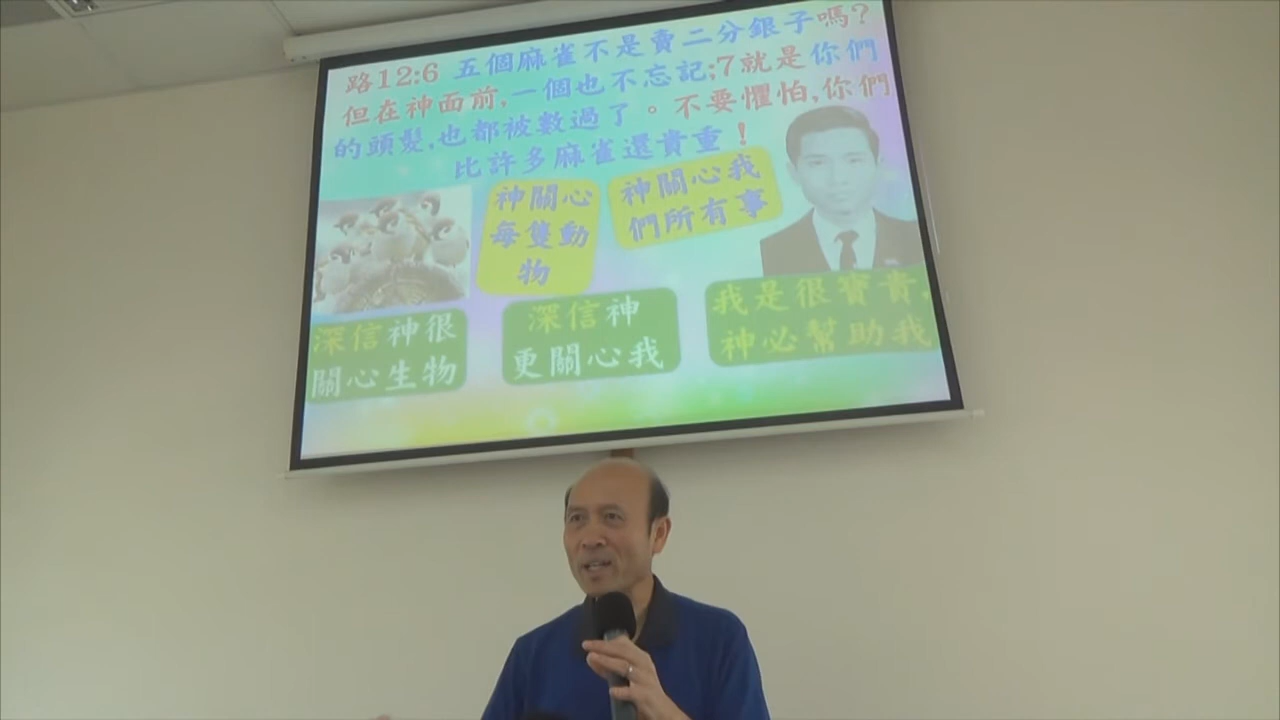 路12:6 五個麻雀不是賣二分銀子嗎?
但在神面前,一個也不忘記;7就是你們
的頭髮,也都被數過了。不要懼怕,你們
比許多麻雀還貴重!
神關心
每隻動
物
神關心我
們所有事
深信神很
關心生物
深信神
更關心我
我是很寶貴,
神必幫助我